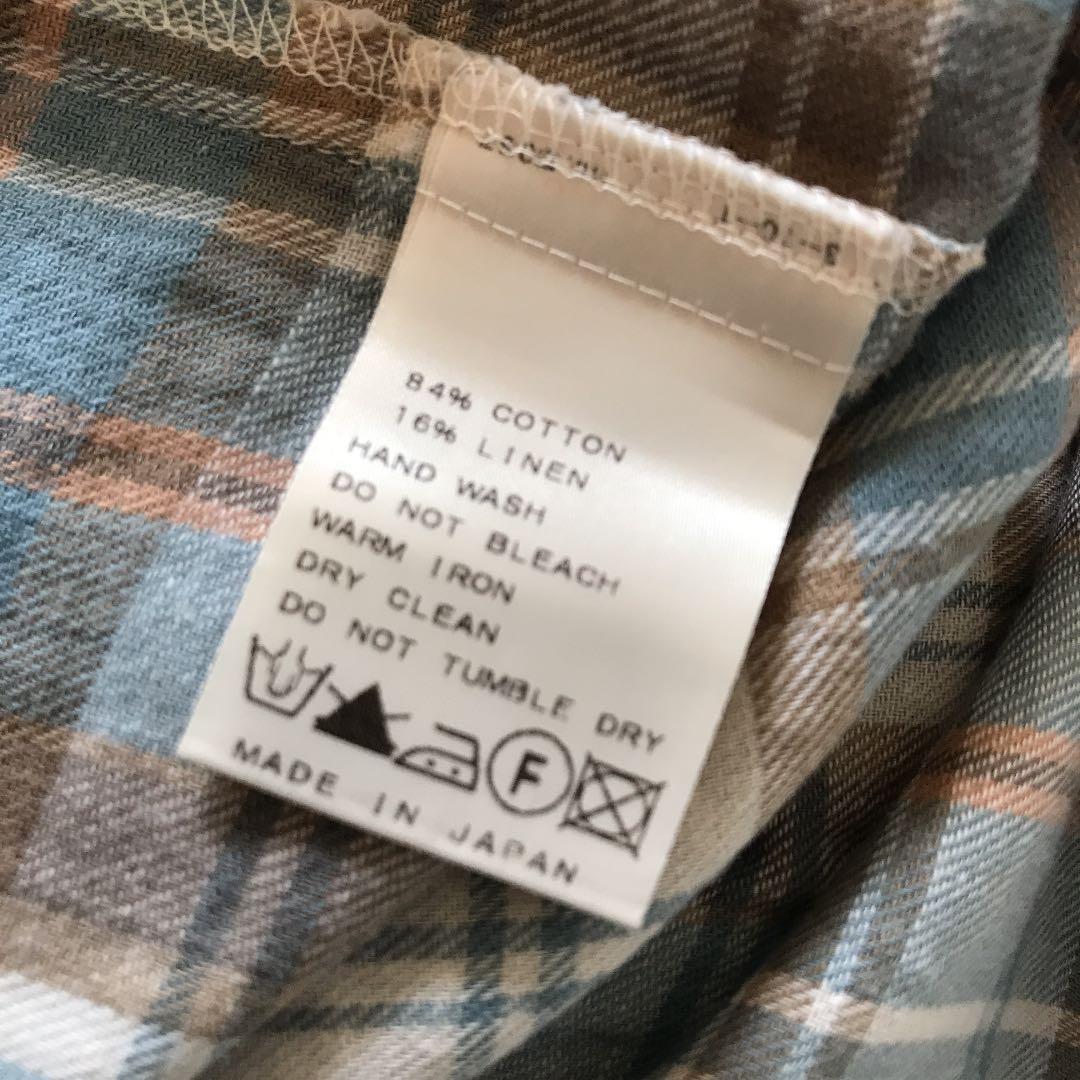 84% COTTON
16% LINEN
HAND WASH
DO NOT BLEACH
WARM IRON
DRY CLEAN
DO NOT TUMBLE DRY
F
MADE IN JAPAN